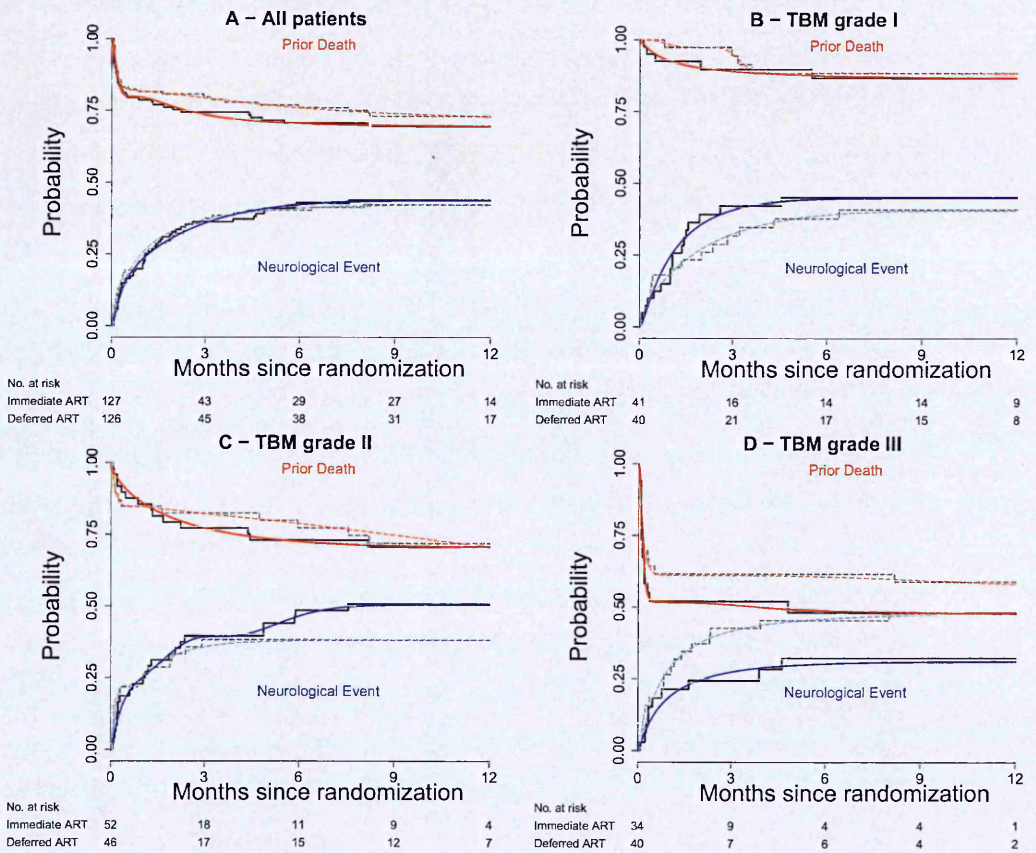 A – All patients
Prior Death
1.00
0.75
0.50
0.25
0.00
Probability
Neurological Event
0 3 6 9 12
Months since randomization
No. at risk
Immediate ART 127 43 29 27 14
Deferred ART 126 45 38 31 17
B – TBM grade I
Prior Death
1.00
0.75
0.50
0.25
0.00
Probability
Neurological Event
0 3 6 9 12
Months since randomization
No. at risk
Immediate ART 41 16 14 14 9
Deferred ART 40 21 17 15 8
C – TBM grade II
Prior Death
1.00
0.75
0.50
0.25
0.00
Probability
Neurological Event
0 3 6 9 12
Months since randomization
No. at risk
Immediate ART 52 18 11 9 4
Deferred ART 46 17 15 12 7
D – TBM grade III
Prior Death
1.00
0.75
0.50
0.25
0.00
Probability
Neurological Event
0 3 6 9 12
Months since randomization
No. at risk
Immediate ART 34 9 4 4 1
Deferred ART 40 7 6 4 2